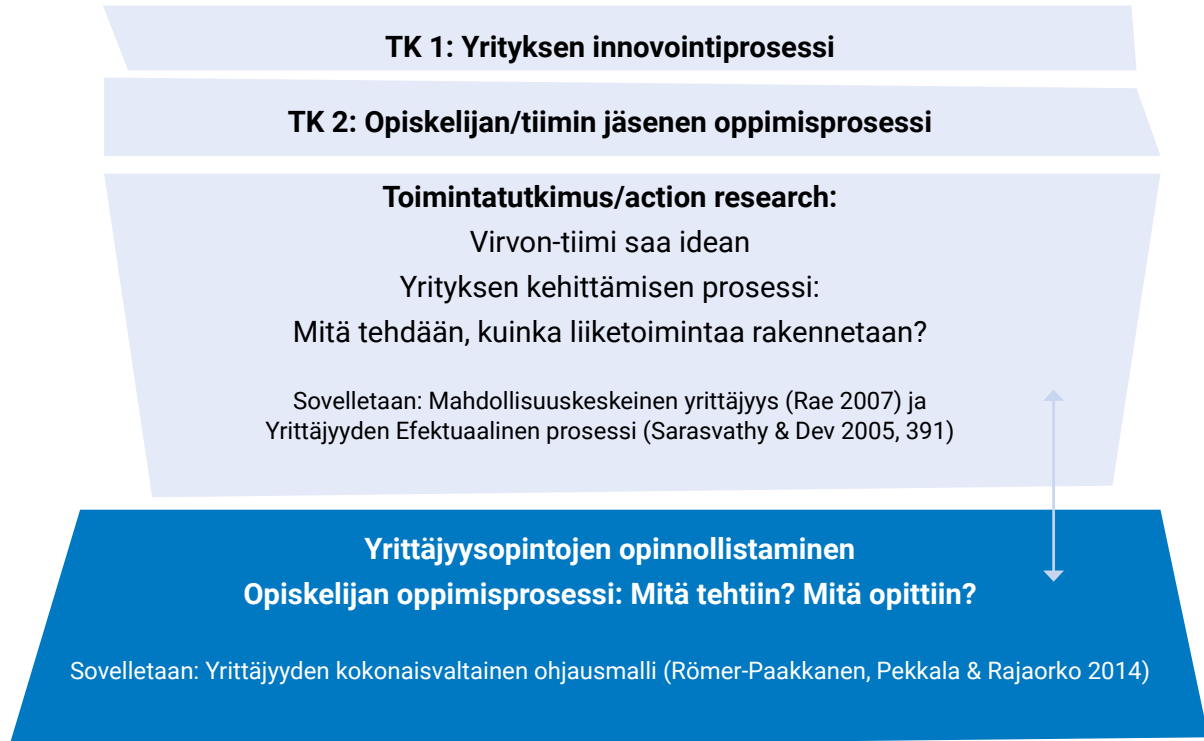 TK 1: Yrityksen innovointiprosessi
TK 2: Opiskelijan/tiimin jäsenen oppimisprosessi
Toimintatutkimus/action research:
Virvon-tiimi saa idean
Yrityksen kehittämisen prosessi:
Mitä tehdään, kuinka liiketoimintaa rakennetaan?
Sovelletaan: Mahdollisuuskeskeinen yrittäjyys (Rae 2007) ja
Yrittäjyyden Efektuaalinen prosessi (Sarasvathy & Dev 2005, 391)
Yrittäjyysopintojen opinnollistaminen
Opiskelijan oppimisprosessi: Mitä tehtiin? Mitä opittiin?
Sovelletaan: Yrittäjyyden kokonaisvaltainen ohjausmalli (Römer-Paakkanen, Pekkala & Rajaorko 2014)